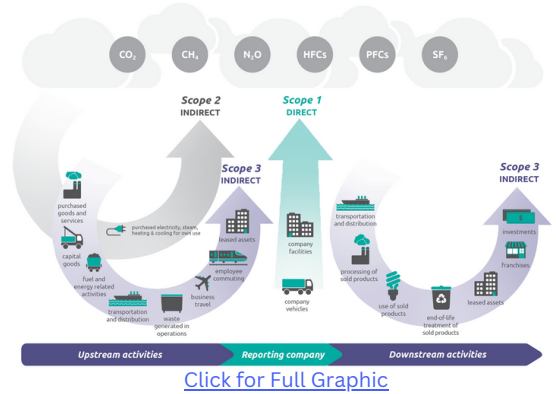 CO₂ CH₄ N₂O HFCs PFCs SF₆
Scope 2
INDIRECT
Scope 1
DIRECT
Scope 3
INDIRECT
Scope 3
INDIRECT
purchased
goods and
services
capital
goods
fuel and
energy related
activities
transportation
and distribution
waste
generated in
operations
business
travel
employee
commuting
leased assets
purchased electricity, steam,
heating & cooling for own use
company
facilities
company
vehicles
transportation
and distribution
processing of
sold products
use of sold
products
end-of-life
treatment of
sold products
leased assets
franchises
investments
Upstream activities
Reporting company
Downstream activities
Click for Full Graphic